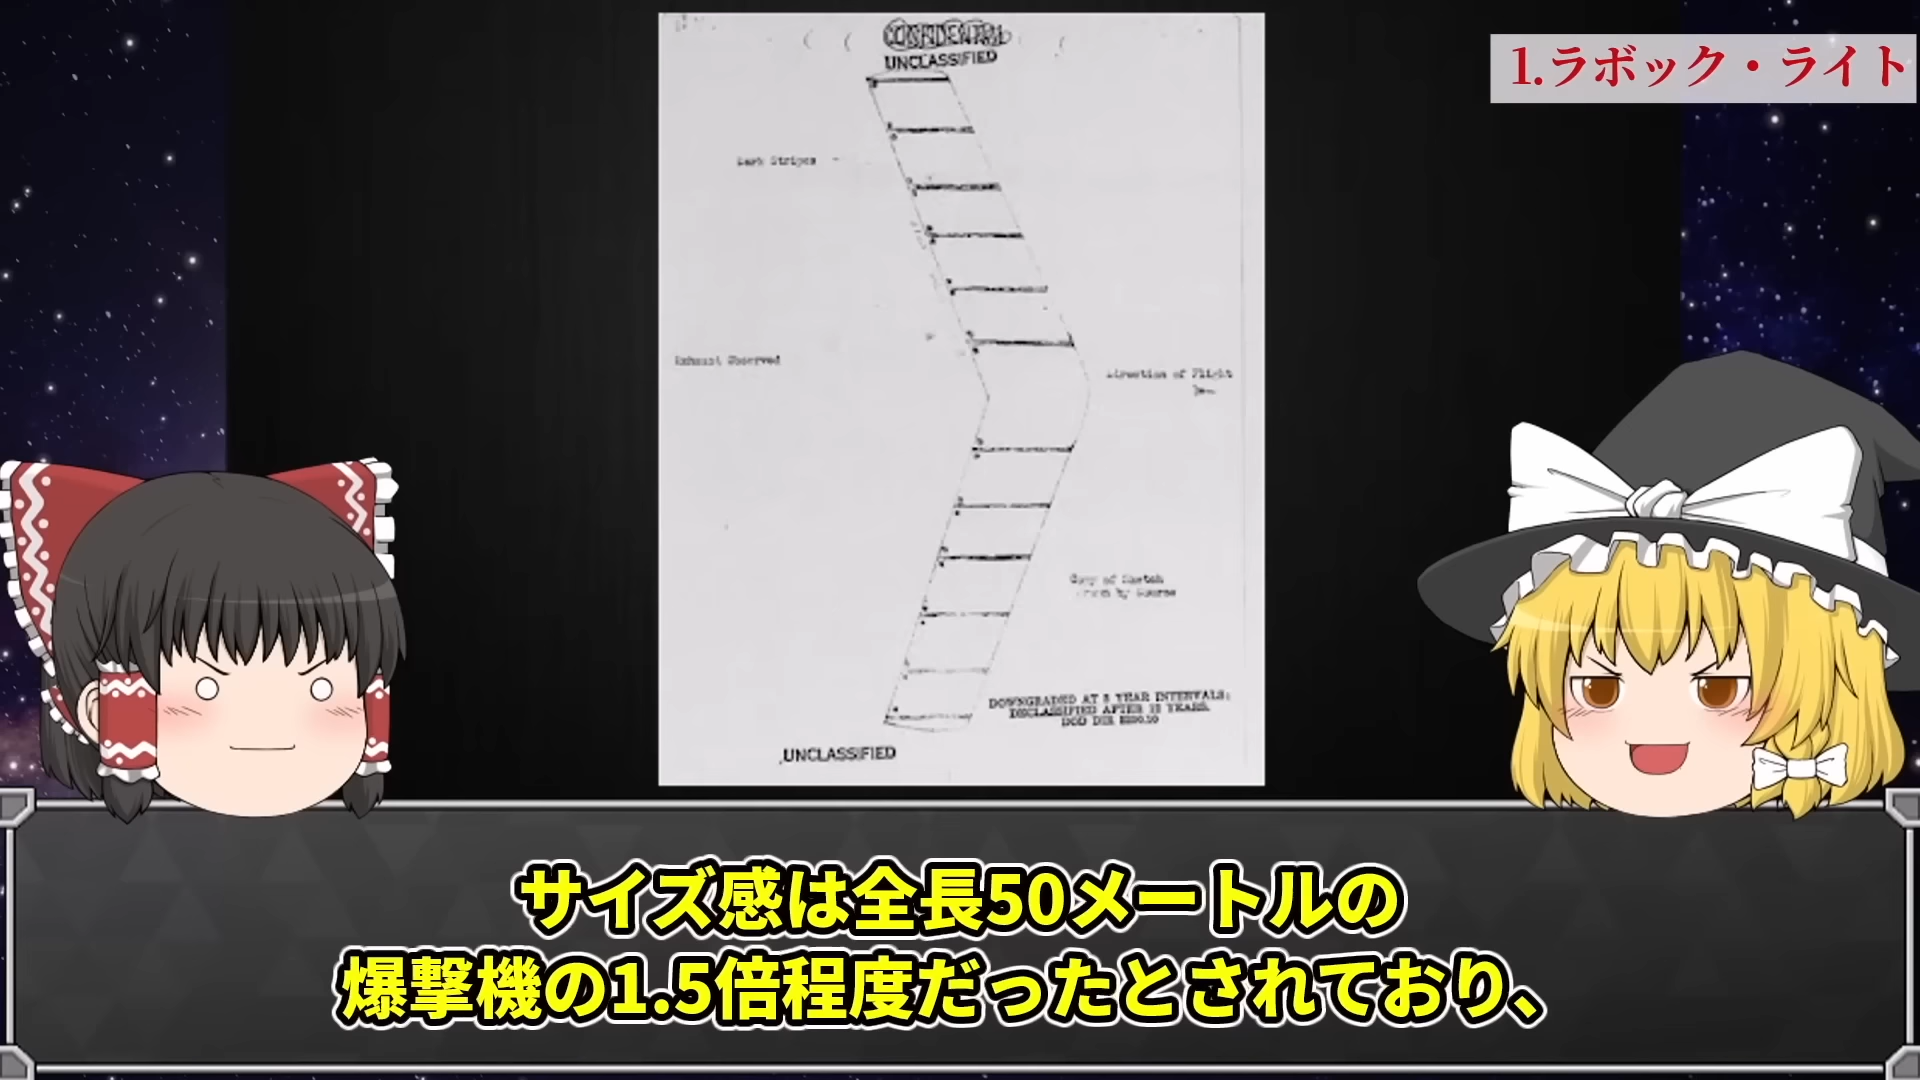 CONFIDENTIAL
UNCLASSIFIED
1.ラボック・ライト
Dark Stripes
Exhaust Observed
Direction of Flight
Copy of Sketch
Drawn by Source
DOWNGRADED AT 3 YEAR INTERVALS;
DECLASSIFIED AFTER 12 YEARS.
DOD DIR 5200.10
UNCLASSIFIED
サイズ感は全長50メートルの
爆撃機の1.5倍程度だったとされており、